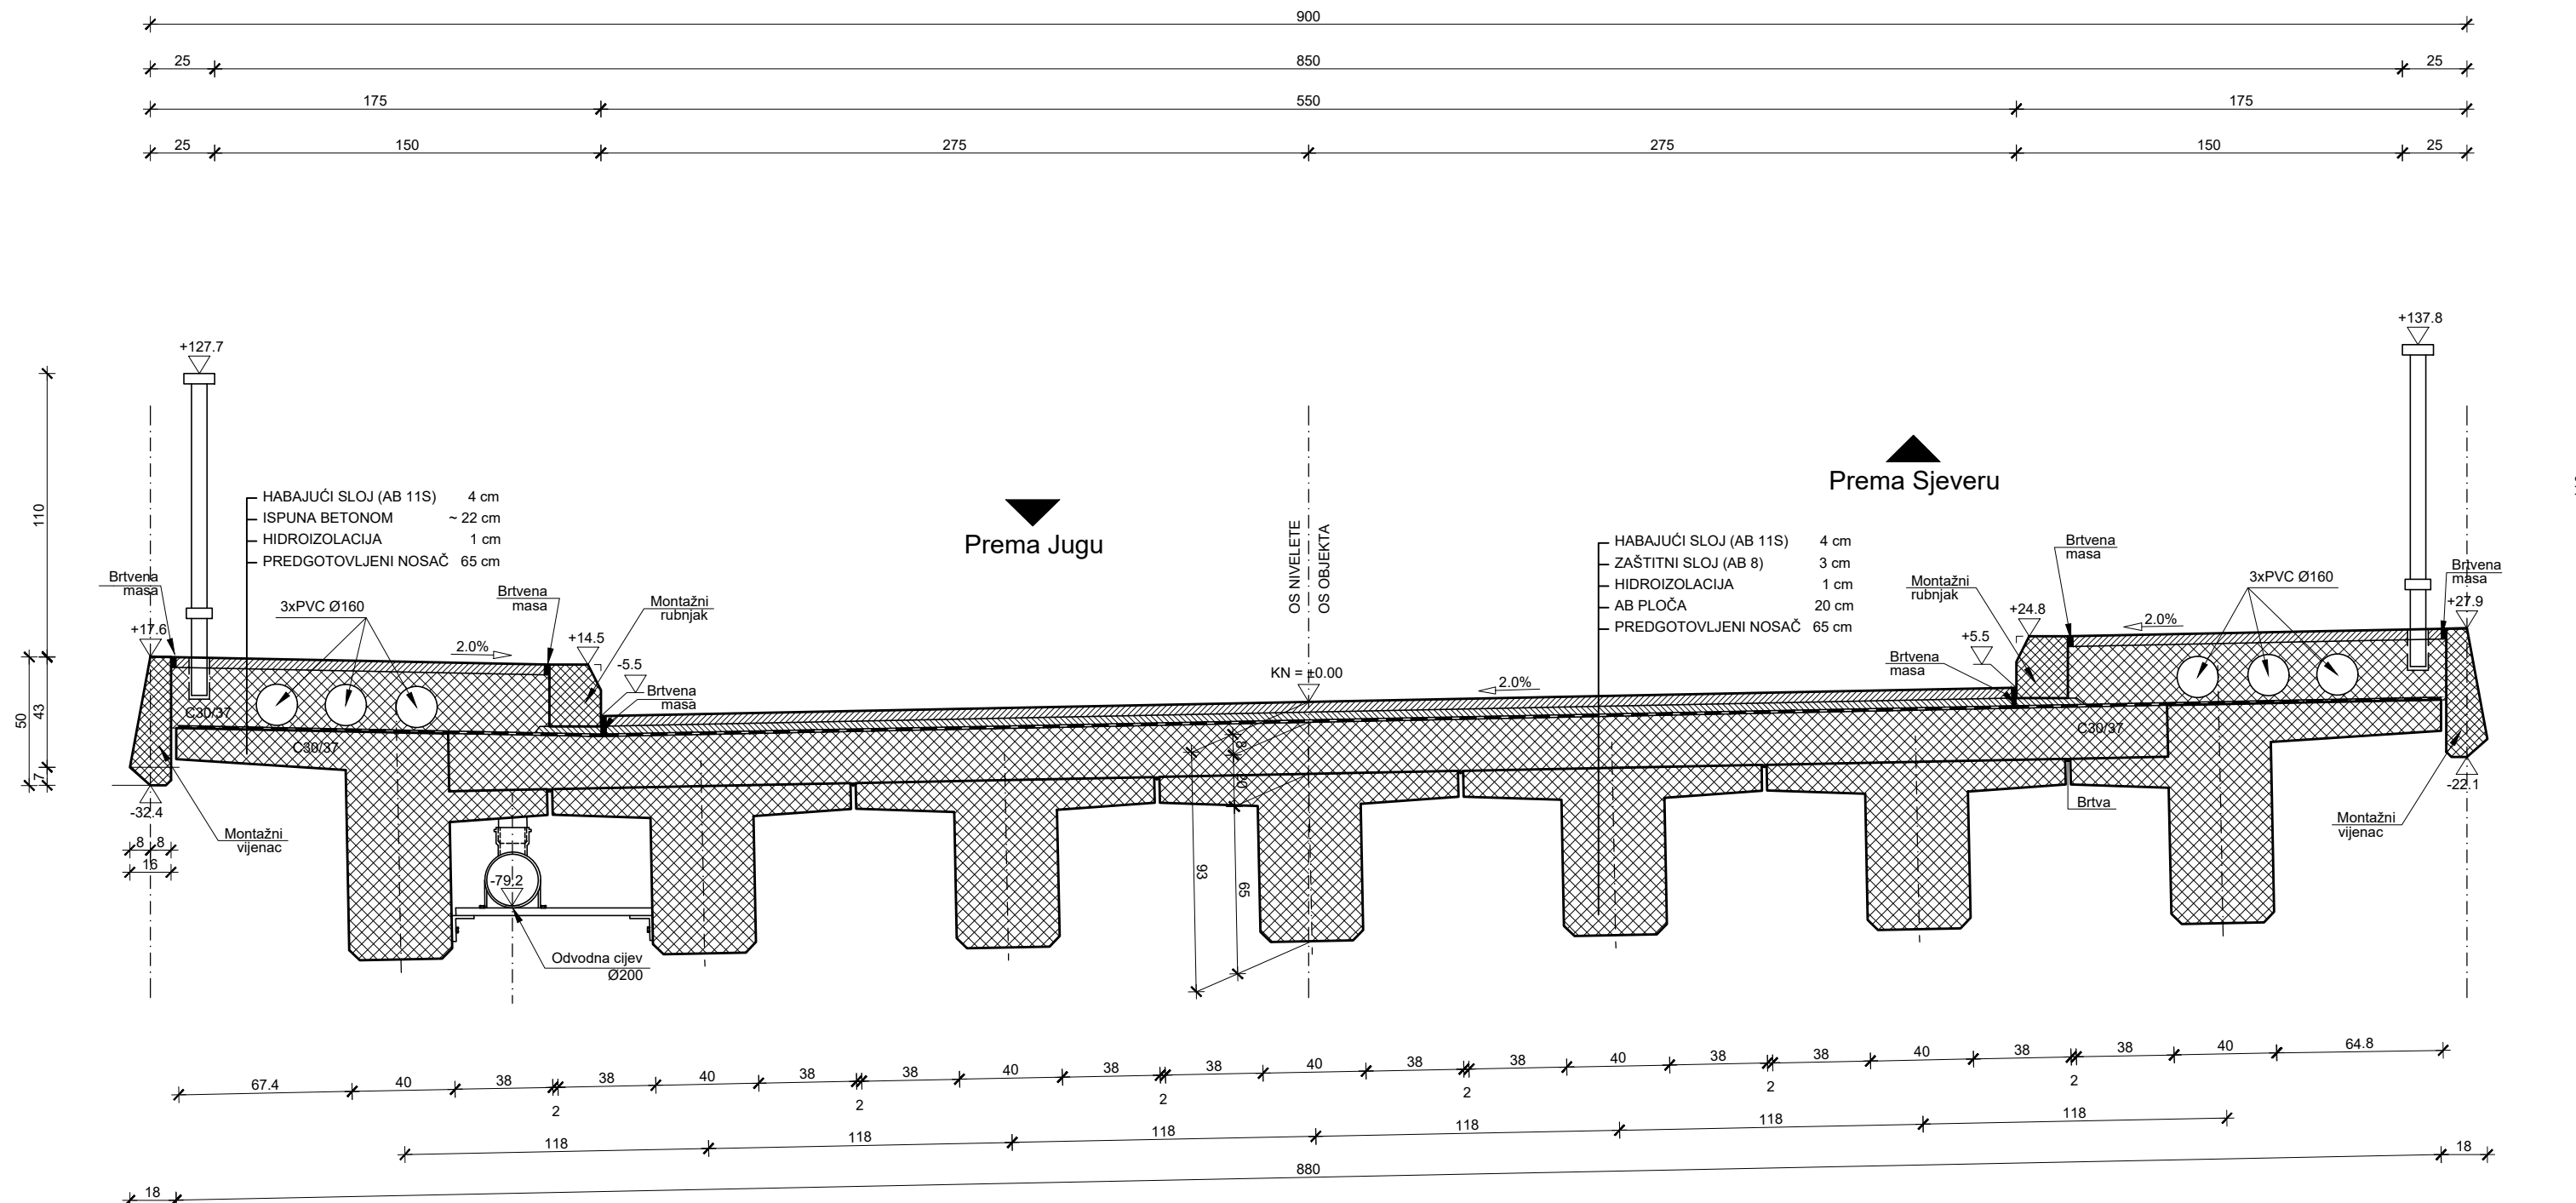 900
25 850 25
175 550 175
25 150 275 275 150 25
+137.8
+127.7
Prema Sjeveru
110
HABAJUĆI SLOJ (AB 11S) 4 cm
ISPUNA BETONOM ~ 22 cm
HIDROIZOLACIJA 1 cm
PREDGOTOVLJENI NOSAČ 65 cm
Prema Jugu
OS NIVELETE
OS OBJEKTA
HABAJUĆI SLOJ (AB 11S) 4 cm
ZAŠTITNI SLOJ (AB 8) 3 cm
HIDROIZOLACIJA 1 cm
AB PLOČA 20 cm
PREDGOTOVLJENI NOSAČ 65 cm
Brtvena
masa
Brtvena
masa
Brtvena
masa
Brtvena
masa
3xPVC Ø160
Montažni
rubnjak
Montažni
rubnjak
3xPVC Ø160
+17.6
2.0%
+14.5
-5.5
+24.8
2.0%
+27.9
+5.5
Brtvena
masa
KN = ±0.00
2.0%
Brtvena
masa
50
43
7
C30/37
C30/37
C30/37
8
20
93
65
-32.4
-22.1
Brtva
Montažni
vijenac
Montažni
vijenac
8 8
16
-79.2
Odvodna cijev
Ø200
67.4 40 38 38 40 38 38 40 38 38 40 38 38 40 38 38 40 38 38 40 64.8
2 2 2 2 2 2
118 118 118 118 118 118
18 880 18